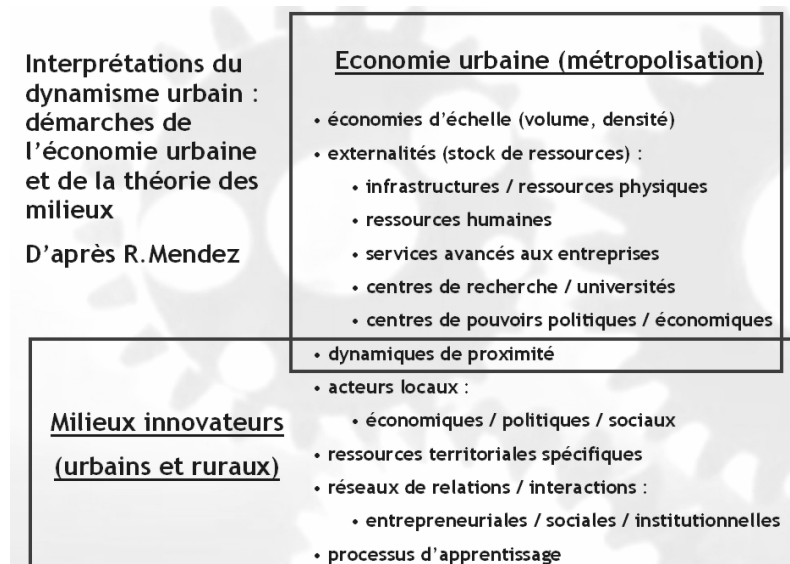 Interprétations du
dynamisme urbain :
démarches de
l'économie urbaine
et de la théorie des
milieux
D'après R.Mendez
Economie urbaine (métropolisation)
• économies d'échelle (volume, densité)
• externalités (stock de ressources) :
• infrastructures / ressources physiques
• ressources humaines
• services avancés aux entreprises
• centres de recherche / universités
• centres de pouvoirs politiques / économiques
• dynamiques de proximité
• acteurs locaux :
• économiques / politiques / sociaux
• ressources territoriales spécifiques
• réseaux de relations / interactions :
• entrepreneuriales / sociales / institutionnelles
• processus d'apprentissage
Milieux innovateurs
(urbains et ruraux)